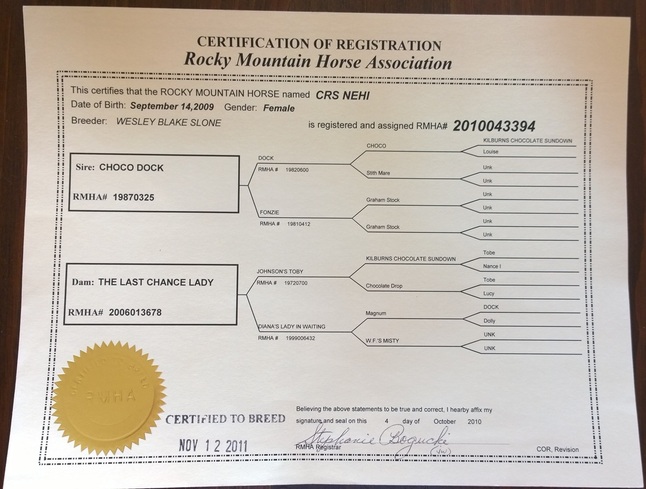 CERTIFICATION OF REGISTRATION
Rocky Mountain Horse Association
This certifies that the ROCKY MOUNTAIN HORSE named CRS NEHI
Date of Birth: September 14,2009 Gender: Female
Breeder: WESLEY BLAKE SLONE is registered and assigned RMHA# 2010043394
Sire: CHOCO DOCK
RMHA# 19870325
DOCK
RMHA # 19820600
FONZIE
RMHA # 19810412
CHOCO
Stith Mare
Graham Stock
Graham Stock
KILBURNS CHOCOLATE SUNDOWN
Louise
Unk
Unk
Unk
Unk
Unk
Unk
Dam: THE LAST CHANCE LADY
RMHA# 2006013678
JOHNSON'S TOBY
RMHA # 19720700
DIANA'S LADY IN WAITING
RMHA # 1999006432
KILBURNS CHOCOLATE SUNDOWN
Chocolate Drop
Magnum
W.F.'S MISTY
Tobe
Nance I
Tobe
Lucy
DOCK
Dolly
UNK
UNK
RMHA
CERTIFIED TO BREED
NOV 12 2011
Believing the above statements to be true and correct, I hearby affix my
signature and seal on this 4 day of October 2010
Stephanie Bogucki
RMHA Registrar
COR, Revision